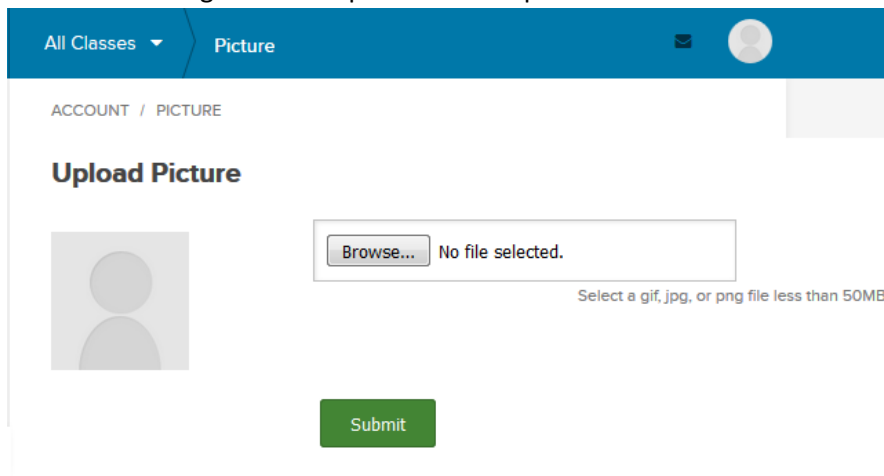 All Classes Picture
ACCOUNT / PICTURE
Upload Picture
Browse... No file selected.
Select a gif, jpg, or png file less than 50MB
Submit